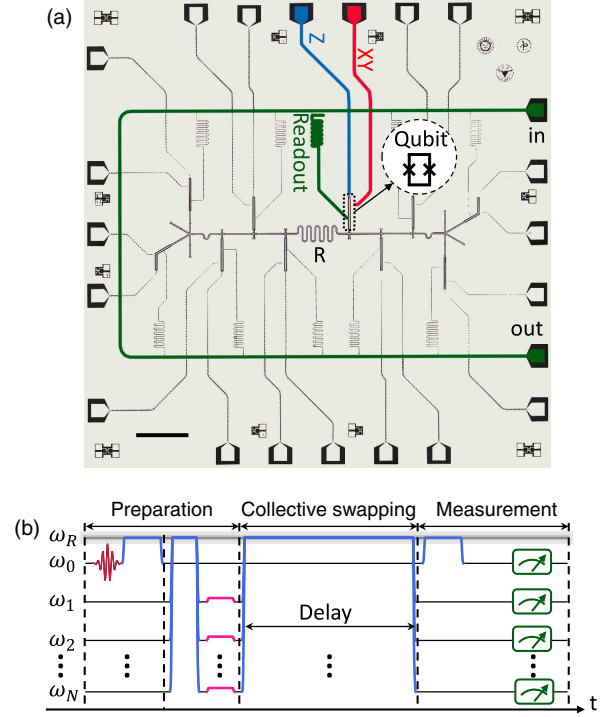 (a)
Z
XY
Readout
Qubit
in
R
out
(b)
Preparation
Collective swapping
Measurement
ω_R
ω_0
ω_1
Delay
ω_2
ω_N
t